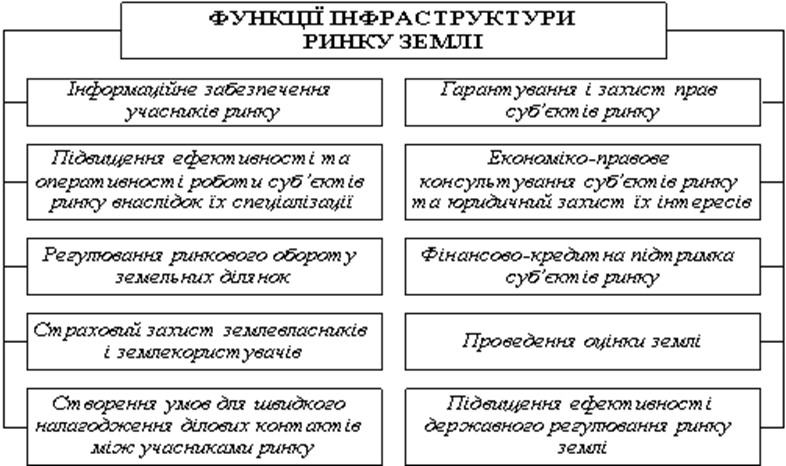 ФУНКЦІЇ ІНФРАСТРУКТУРИ
РИНКУ ЗЕМЛІ
Інформаційне забезпечення
учасників ринку
Підвищення ефективності та
оперативності роботи суб’єктів
ринку внаслідок їх спеціалізації
Регулювання ринкового обороту
земельних ділянок
Страховий захист землевласників
і землекористувачів
Створення умов для швидкого
налагодження ділових контактів
між учасниками ринку
Гарантування і захист прав
суб’єктів ринку
Економіко-правове
консультування суб’єктів ринку
та юридичний захист їх інтересів
Фінансово-кредитна підтримка
суб’єктів ринку
Проведення оцінки землі
Підвищення ефективності
державного регулювання ринку
землі